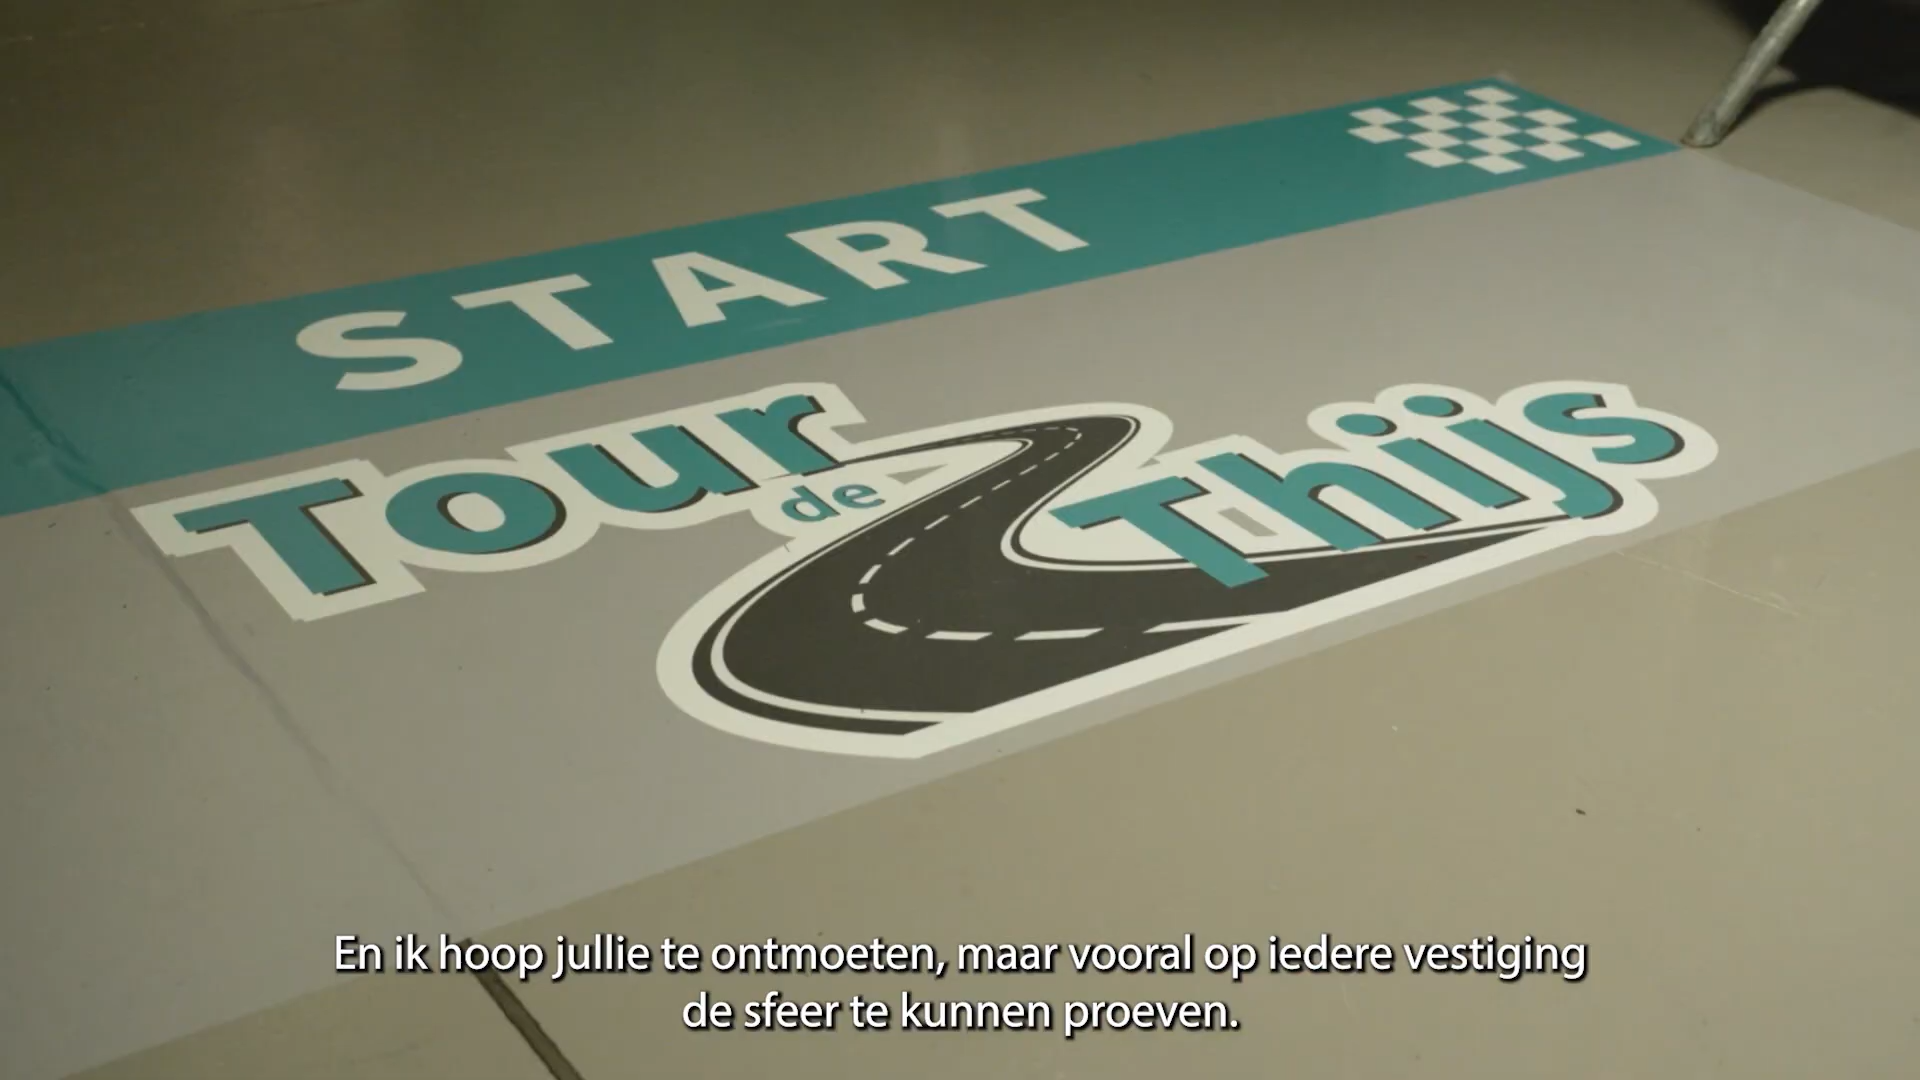 START
Tour de Thijs
En ik hoop jullie te ontmoeten, maar vooral op iedere vestiging
de sfeer te kunnen proeven.